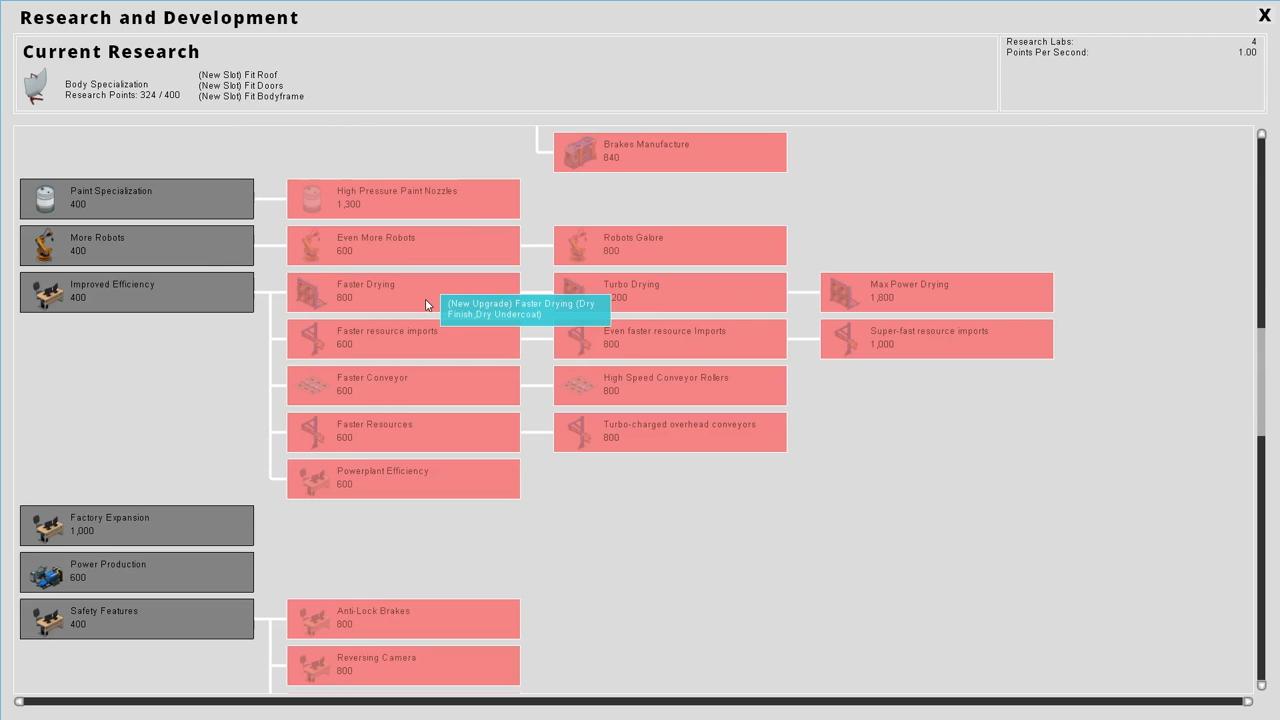 Research and Development
X
Current Research
Body Specialization
Research Points: 324 / 400
(New Slot) Fit Roof
(New Slot) Fit Doors
(New Slot) Fit Bodyframe
Research Labs: 4
Points Per Second: 1.00
Brakes Manufacture
840
Paint Specialization
400
High Pressure Paint Nozzles
1,300
More Robots
400
Even More Robots
600
Robots Galore
800
Improved Efficiency
400
Faster Drying
800
Turbo Drying
200
Max Power Drying
1,800
(New Upgrade) Faster Drying (Dry
Finish,Dry Undercoat)
Faster resource imports
600
Even faster resource Imports
800
Super-fast resource imports
1,000
Faster Conveyor
600
High Speed Conveyor Rollers
800
Faster Resources
600
Turbo-charged overhead conveyors
800
Powerplant Efficiency
600
Factory Expansion
1,000
Power Production
600
Safety Features
400
Anti-Lock Brakes
800
Reversing Camera
800